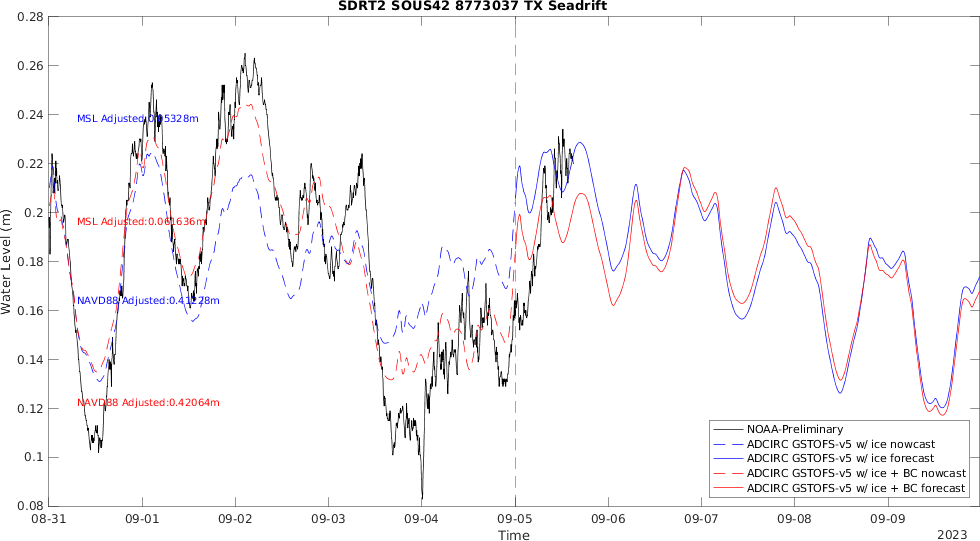 SDRT2 SOUS42 8773037 TX Seadrift
0.28
0.26
0.24
0.22
0.2
0.18
0.16
0.14
0.12
0.1
0.08
Water Level (m)
MSL Adjusted:0.05328m
MSL Adjusted:0.061636m
NAVD88 Adjusted:0.41228m
NAVD88 Adjusted:0.42064m
NOAA-Preliminary
ADCIRC GSTOFS-v5 w/ ice nowcast
ADCIRC GSTOFS-v5 w/ ice forecast
ADCIRC GSTOFS-v5 w/ ice + BC nowcast
ADCIRC GSTOFS-v5 w/ ice + BC forecast
08-31 09-01 09-02 09-03 09-04 09-05 09-06 09-07 09-08 09-09
Time
2023